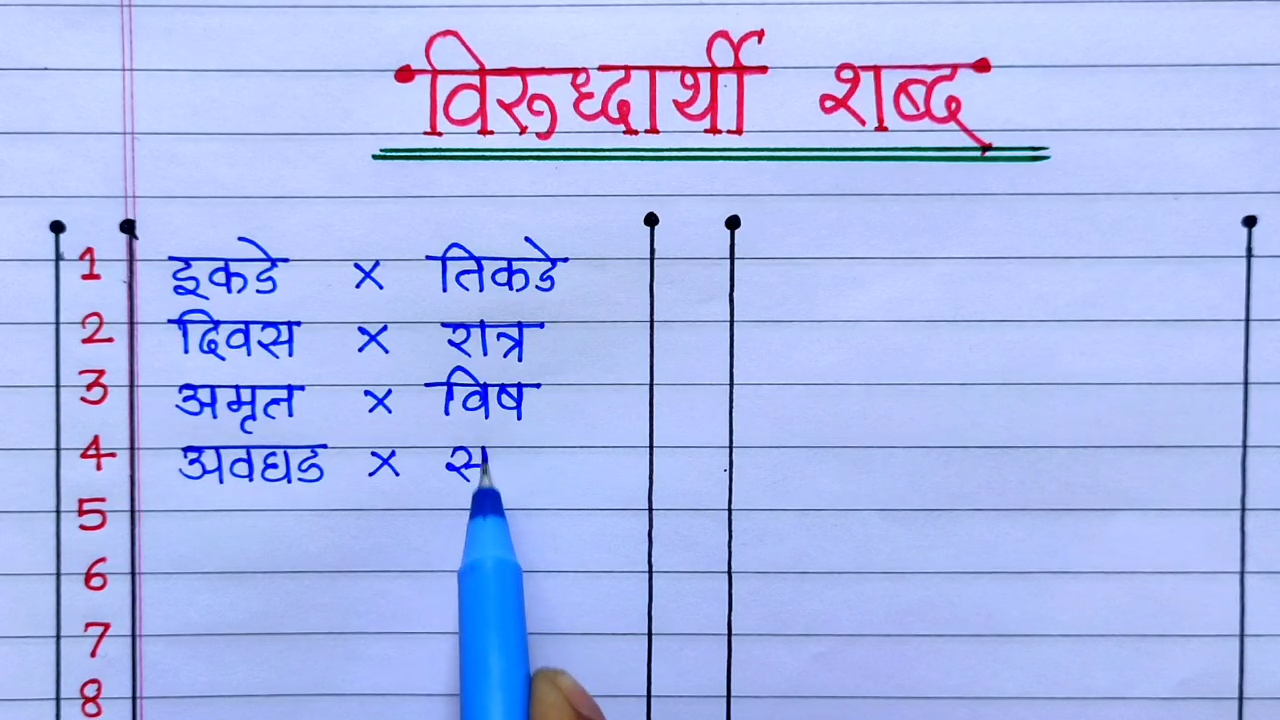 विरूध्दार्थी शब्द
1 इकडे × तिकडे
2 दिवस × रात्र
3 अमृत × विष
4 अवघड × स
5
6
7
8